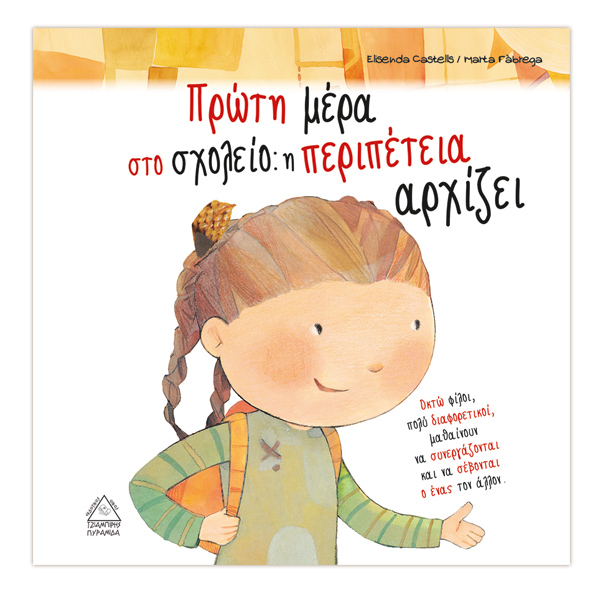 Elisenda Castells / Marta Fàbrega
Πρώτη μέρα
στο σχολείο: η περιπέτεια
αρχίζει
Οκτώ φίλοι,
πολύ διαφορετικοί,
μαθαίνουν
να συνεργάζονται
και να σέβονται
ο ένας τον άλλον.
ΤΖΙΑΜΠΙΡΗΣ
ΠΥΡΑΜΙΔΑ